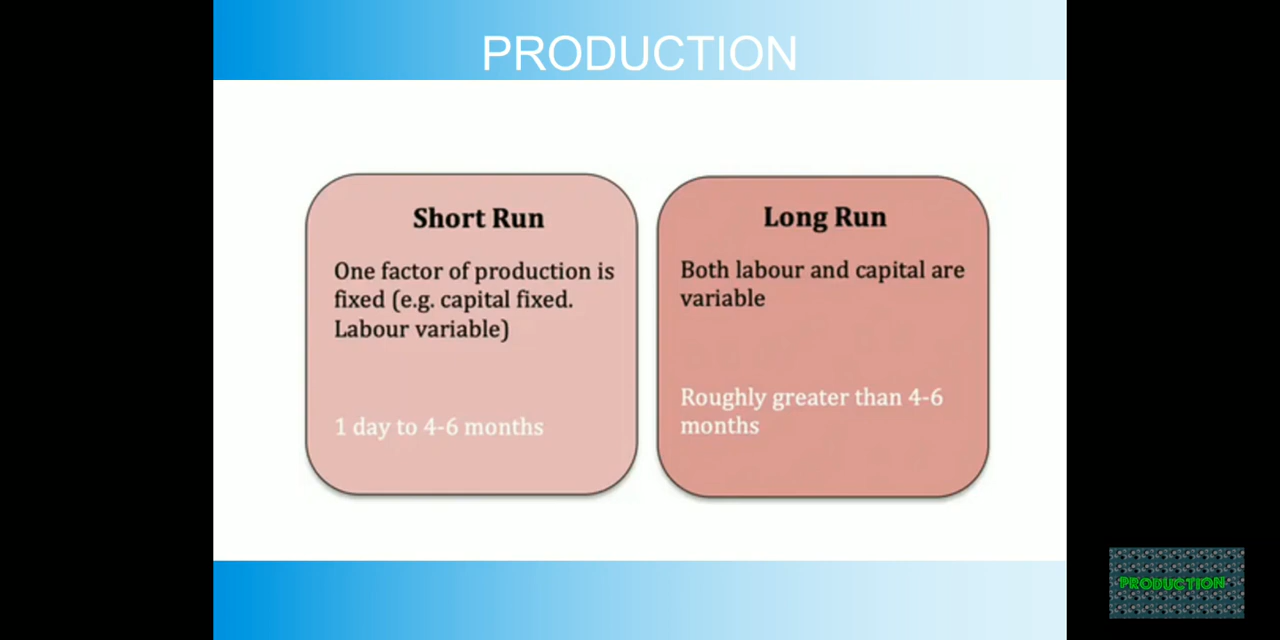 PRODUCTION
Short Run
One factor of production is
fixed (e.g. capital fixed.
Labour variable)
1 day to 4-6 months
Long Run
Both labour and capital are
variable
Roughly greater than 4-6
months
PRODUCTION